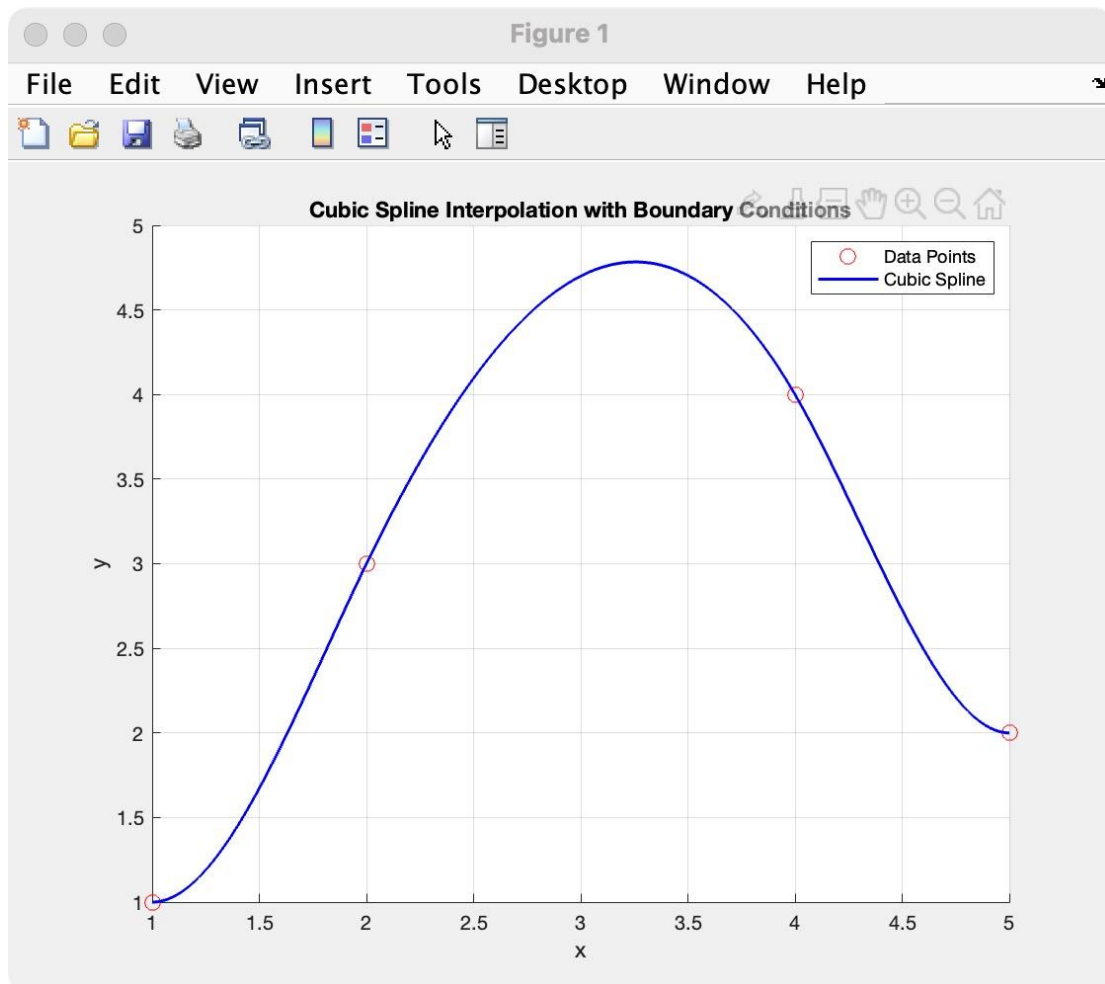 Figure 1
File Edit View Insert Tools Desktop Window Help
Cubic Spline Interpolation with Boundary Conditions
Data Points
Cubic Spline
5
4.5
4
3.5
3
2.5
2
1.5
1
y
1 1.5 2 2.5 3 3.5 4 4.5 5
x